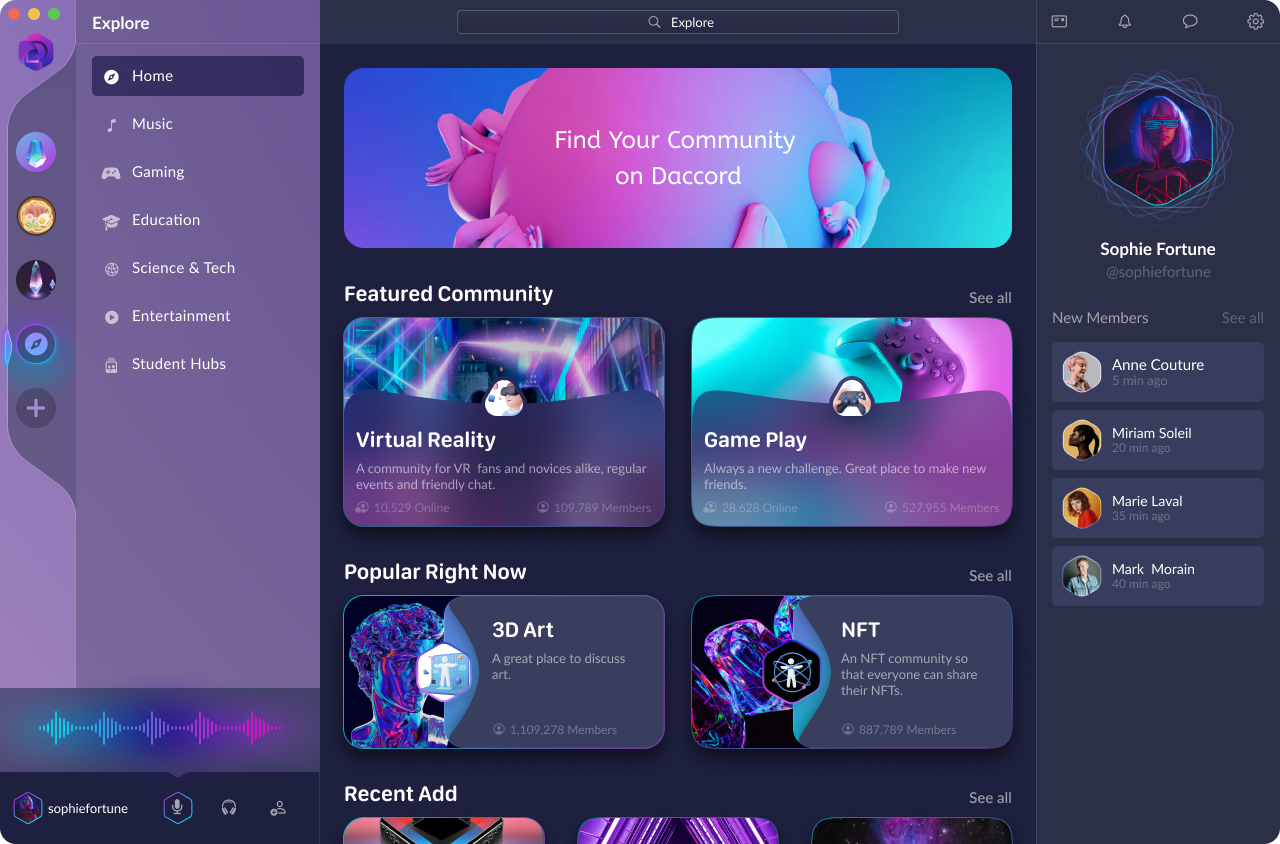 Explore
Home
Music
Gaming
Education
Science & Tech
Entertainment
Student Hubs
sophiefortune
Explore
Find Your Community
on Daccord
Featured Community
See all
Virtual Reality
A community for VR fans and novices alike, regular
events and friendly chat.
10,529 Online
109,789 Members
Game Play
Always a new challenge. Great place to make new
friends.
28,628 Online
527,955 Members
Popular Right Now
See all
3D Art
A great place to discuss
art.
1,109,278 Members
NFT
An NFT community so
that everyone can share
their NFTs.
887,789 Members
Recent Add
See all
Sophie Fortune
@sophiefortune
New Members
See all
Anne Couture
5 min ago
Miriam Soleil
20 min ago
Marie Laval
35 min ago
Mark Morain
40 min ago